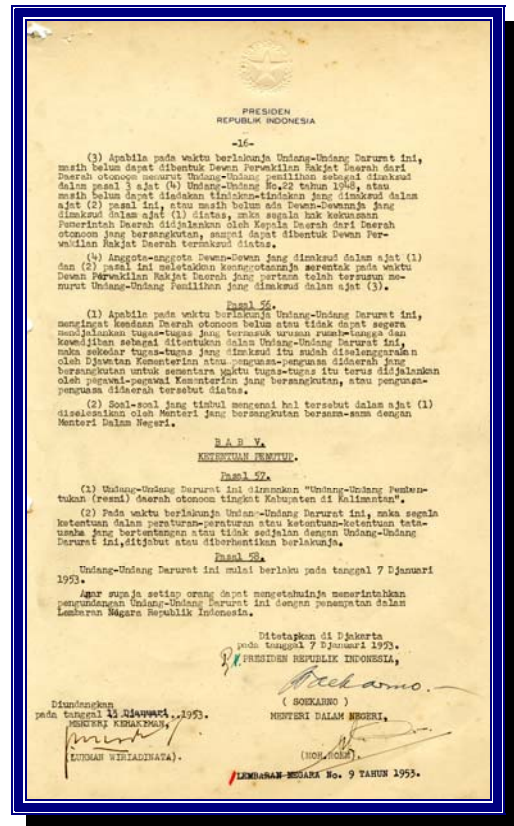 PRESIDEN
REPUBLIK INDONESIA
-16-
(3) Apabila pada waktu berlakunja Undang-Undang Darurat ini,
masih belum dapat dibentuk Dewan Perwakilan Rakjat Daerah dari
Daerah otonoom menurut Undang-Undang pemilihan sebagai dimaksud
dalam pasal 3 ajat (4) Undang-Undang No.22 tahun 1948, atau
masih belum dapat diadakan tindakan-tindakan jang dimaksud dalam
ajat (2) pasal ini, atau masih belum ada Dewan-Dewannja jang
dimaksud dalam ajat (1) diatas, maka segala hak kekuasaan
Pemerintah Daerah didjalankan oleh Kepala Daerah dari Daerah
otonoom jang bersangkutan, sampai dapat dibentuk Dewan Per-
wakilan Rakjat Daerah termaksud diatas.
(4) Anggota-anggota Dewan-Dewan jang dimaksud dalam ajat (1)
dan (2) pasal ini meletakkan keanggotaannja serentak pada waktu
Dewan Perwakilan Rakjat Daerah jang pertama telah tersusun me-
nurut Undang-Undang Pemilihan jang dimaksud dalam ajat (3).
Pasal 56.
(1) Apabila pada waktu berlakunja Undang-Undang Darurat ini,
mengingat keadaan Daerah otonoom belum atau tidak dapat segera
mendjalankan tugas-tugas jang termasuk urusan rumah-tangga dan
kewadjiban sebagai ditentukan dalam Undang-Undang Darurat ini,
maka sekedar tugas-tugas jang dimaksud itu sudah diselenggarakan
oleh Djawatan Kementerian atau penguasa-penguasa didaerah jang
bersangkutan untuk sementara waktu tugas-tugas itu terus didjalankan
oleh pegawai-pegawai Kementerian jang bersangkutan, atau penguasa-
penguasa didaerah tersebut diatas.
(2) Soal-soal jang timbul mengenai hal tersebut dalam ajat (1)
diselesaikan oleh Menteri jang bersangkutan bersama-sama dengan
Menteri Dalam Negeri.
B A B V.
KETENTUAN PENUTUP.
Pasal 57.
(1) Undang-Undang Darurat ini dinamakan "Undang-Undang Pemben-
tukan (resmi) daerah otonoom tingkat Kabupaten di Kalimantan".
(2) Pada waktu berlakunja Undang-Undang Darurat ini, maka segala
ketentuan dalam peraturan-peraturan atau ketentuan-ketentuan tata-
usaha jang bertentangan atau tidak sedjalan dengan Undang-Undang
Darurat ini,ditjabut atau diberhentikan berlakunja.
Pasal 58.
Undang-Undang Darurat ini mulai berlaku pada tanggal 7 Djanuari
1953.
Agar supaja setiap orang dapat mengetahuinja memerintahkan
pengundangan Undang-Undang Darurat ini dengan penempatan dalam
Lembaran Negara Republik Indonesia.
Ditetapkan di Djakarta
pada tanggal 7 Djanuari 1953.
PRESIDEN REPUBLIK INDONESIA,
Soekarno.
( SOEKARNO )
Diundangkan
pada tanggal 15 Djanuari 1953.
MENTERI KEHAKIMAN,
MENTERI DALAM NEGERI,
(LUKMAN WIRIADINATA).
(MOH.ROEM).
LEMBARAN NEGARA No. 9 TAHUN 1953.